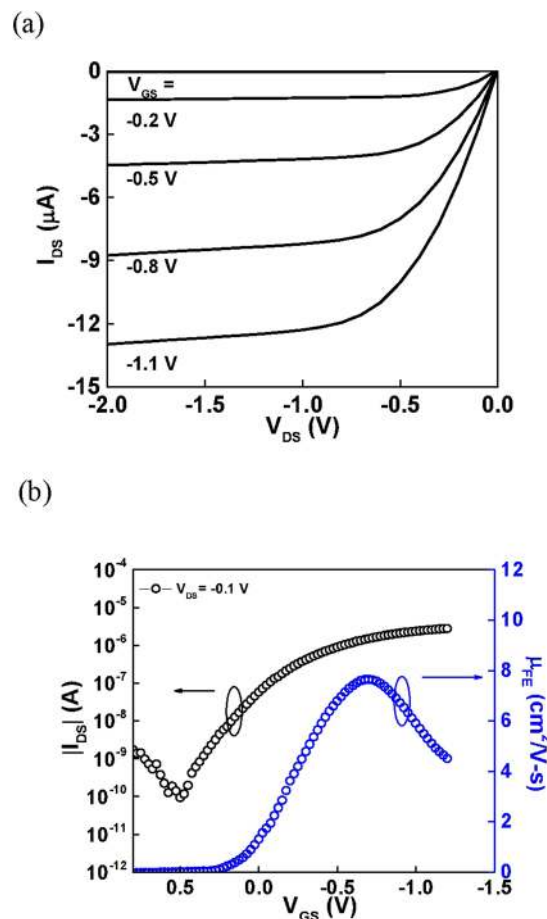 (a)
0
-3
-6
-9
-12
-15
I_DS (μA)
V_GS =
-0.2 V
-0.5 V
-0.8 V
-1.1 V
-2.0 -1.5 -1.0 -0.5 0.0
V_DS (V)
(b)
10^-4
10^-5
10^-6
10^-7
10^-8
10^-9
10^-10
10^-11
10^-12
|I_DS| (A)
V_DS = -0.1 V
12
10
8
6
4
2
0
μ_FE (cm^2/V-s)
0.5 0.0 -0.5 -1.0 -1.5
V_GS (V)